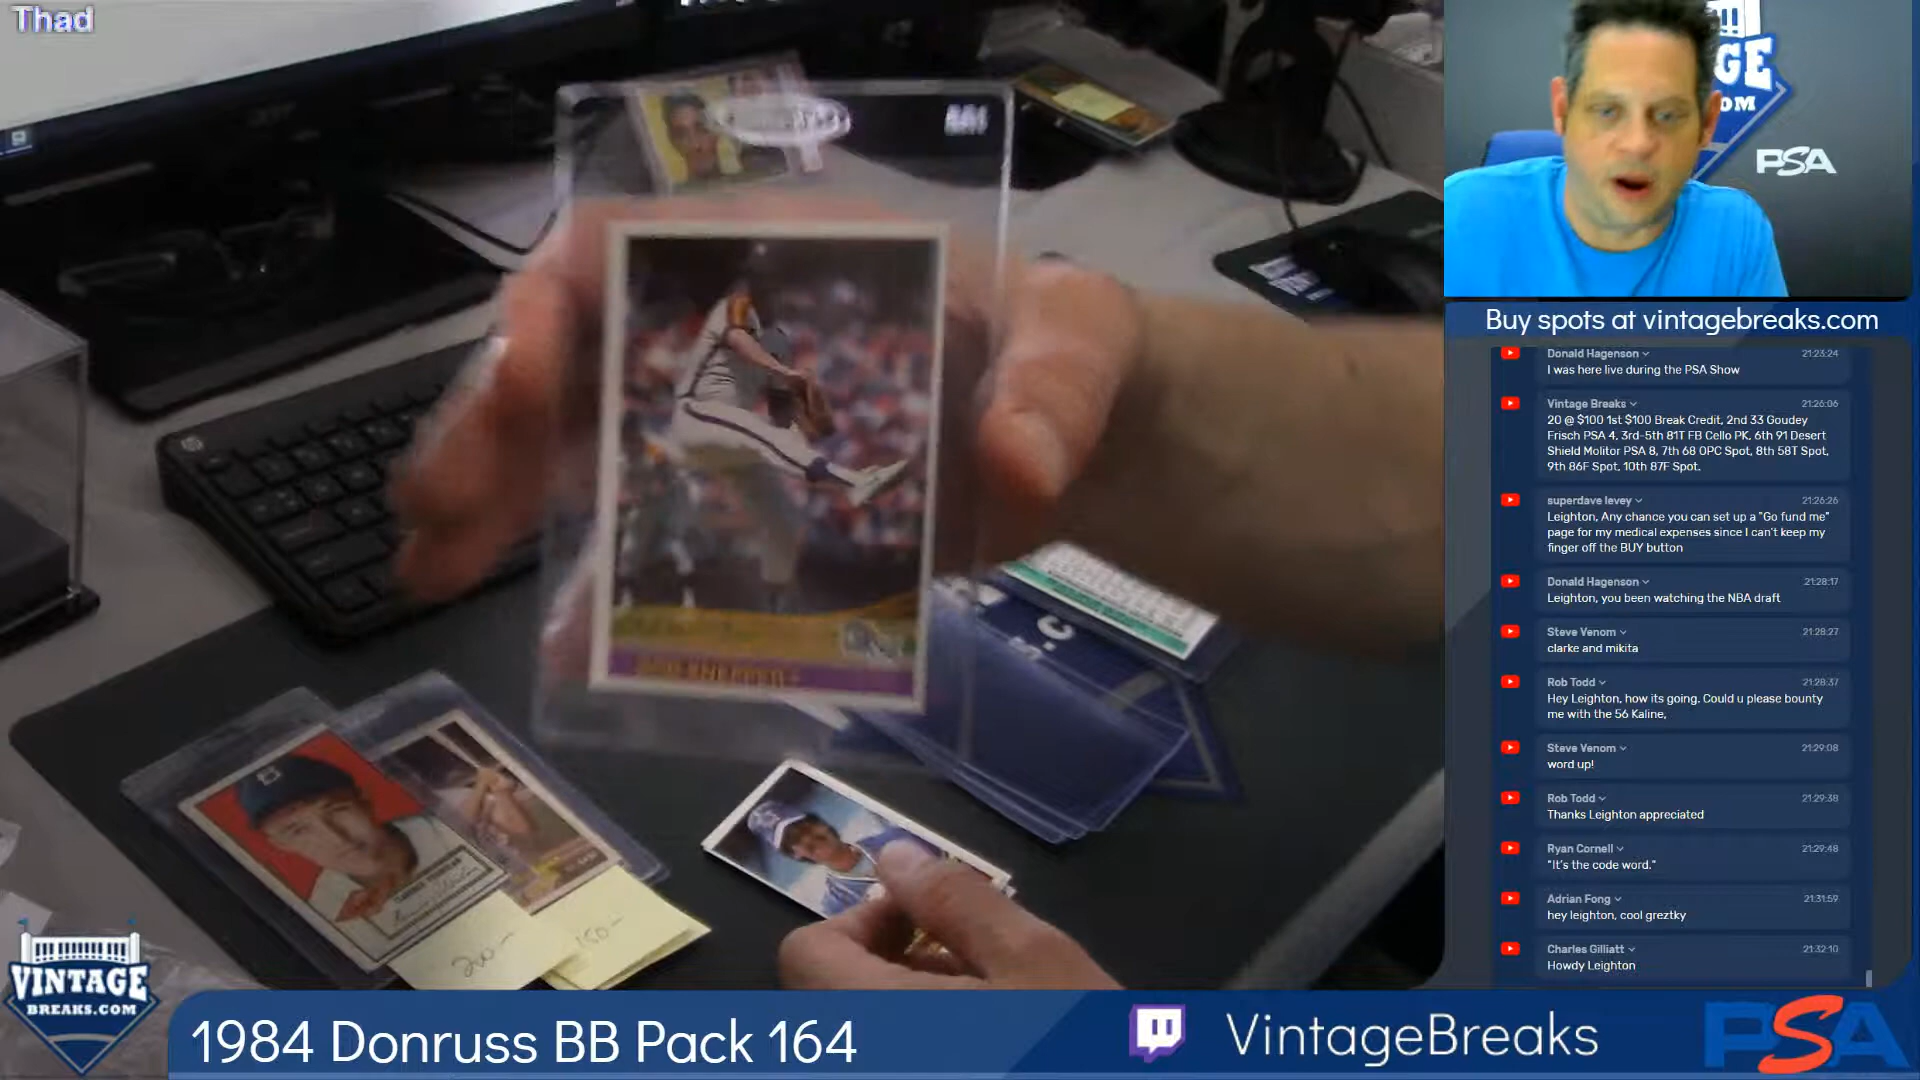 Thad
GE
OM
PSA
Buy spots at vintagebreaks.com
Donald Hagenson 21:23:24
I was here live during the PSA Show
Vintage Breaks 21:26:06
20 @ $100 1st $100 Break Credit, 2nd 33 Goudey
Frisch PSA 4, 3rd-5th 81T FB Cello PK, 6th 91 Desert
Shield Molitor PSA 8, 7th 68 OPC Spot, 8th 58T Spot,
9th 86F Spot, 10th 87F Spot.
superdave levey 21:26:26
Leighton, Any chance you can set up a "Go fund me"
page for my medical expenses since I can't keep my
finger off the BUY button
Donald Hagenson 21:28:17
Leighton, you been watching the NBA draft
Steve Venom 21:28:27
clarke and mikita
Rob Todd 21:28:37
Hey Leighton, how its going. Could u please bounty
me with the 56 Kaline,
Steve Venom 21:29:08
word up!
Rob Todd 21:29:38
Thanks Leighton appreciated
Ryan Cornell 21:29:48
"It's the code word."
Adrian Fong 21:31:59
hey leighton, cool greztky
Charles Gilliatt 21:32:10
Howdy Leighton
200-
150-
VINTAGE
BREAKS.COM
1984 Donruss BB Pack 164
VintageBreaks
PSA